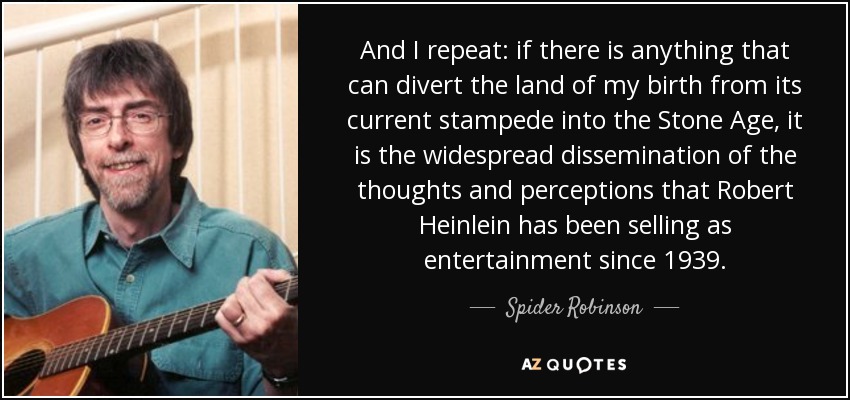 And I repeat: if there is anything that
can divert the land of my birth from its
current stampede into the Stone Age, it
is the widespread dissemination of the
thoughts and perceptions that Robert
Heinlein has been selling as
entertainment since 1939.
Spider Robinson
AZ QUOTES